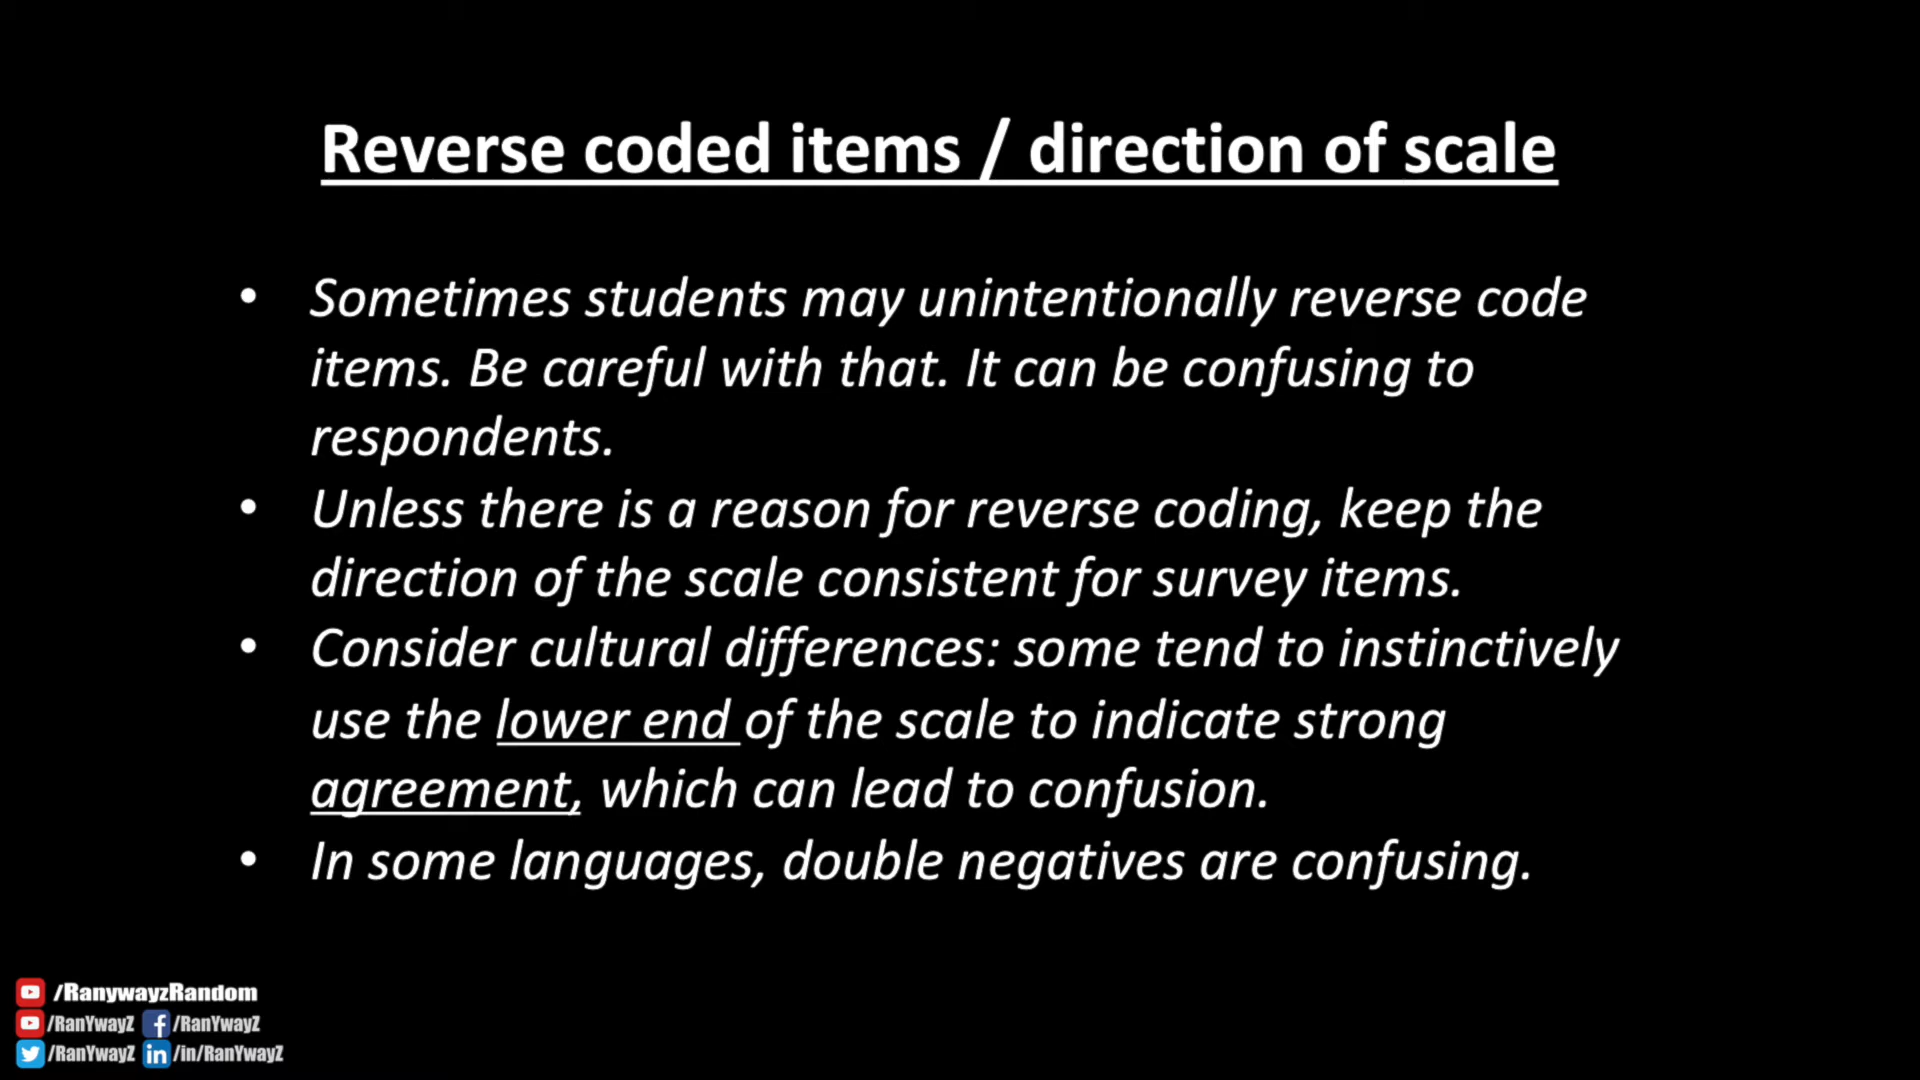 Reverse coded items / direction of scale
• Sometimes students may unintentionally reverse code
items. Be careful with that. It can be confusing to
respondents.
• Unless there is a reason for reverse coding, keep the
direction of the scale consistent for survey items.
• Consider cultural differences: some tend to instinctively
use the lower end of the scale to indicate strong
agreement, which can lead to confusion.
• In some languages, double negatives are confusing.
/RanywayzRandom
/RanYwayZ /RanYwayZ
/RanYwayZ /in/RanYwayZ